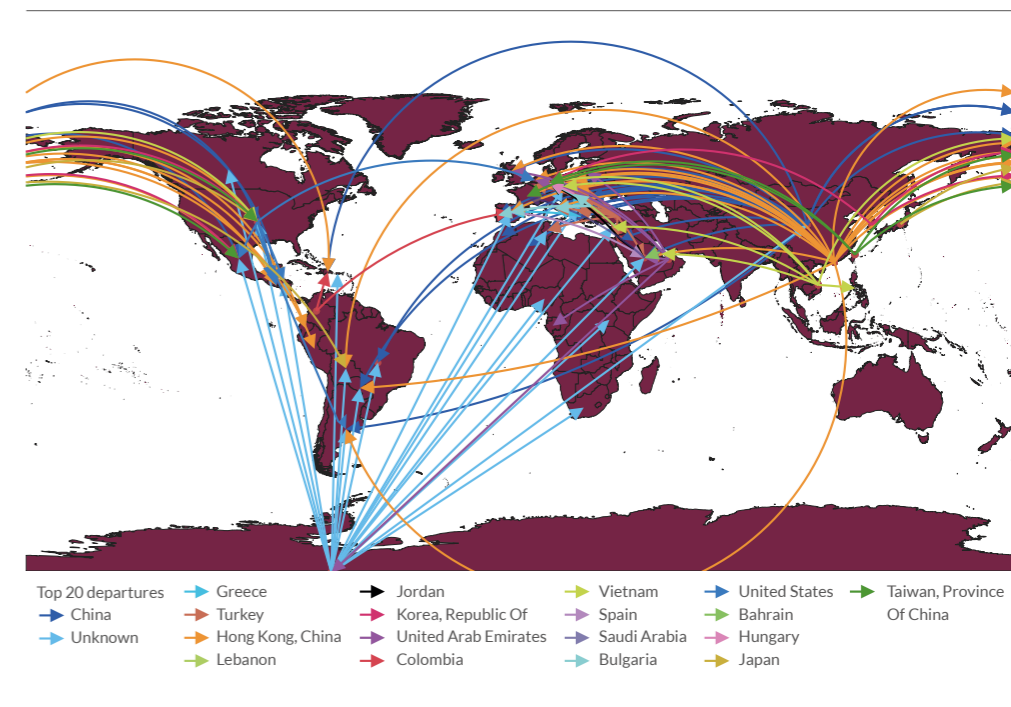 Top 20 departures
China
Unknown
Greece
Turkey
Hong Kong, China
Lebanon
Jordan
Korea, Republic Of
United Arab Emirates
Colombia
Vietnam
Spain
Saudi Arabia
Bulgaria
United States
Bahrain
Hungary
Japan
Taiwan, Province
Of China